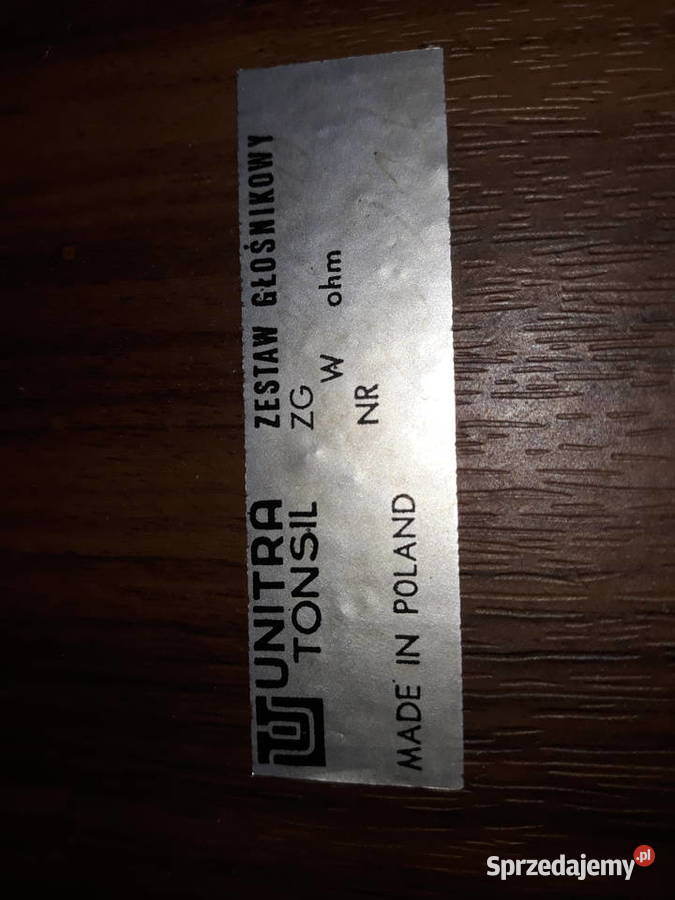 UNITRA
TONSIL
ZESTAW GŁOŚNIKOWY
ZG
W ohm
NR
MADE IN POLAND
Sprzedajemy.pl